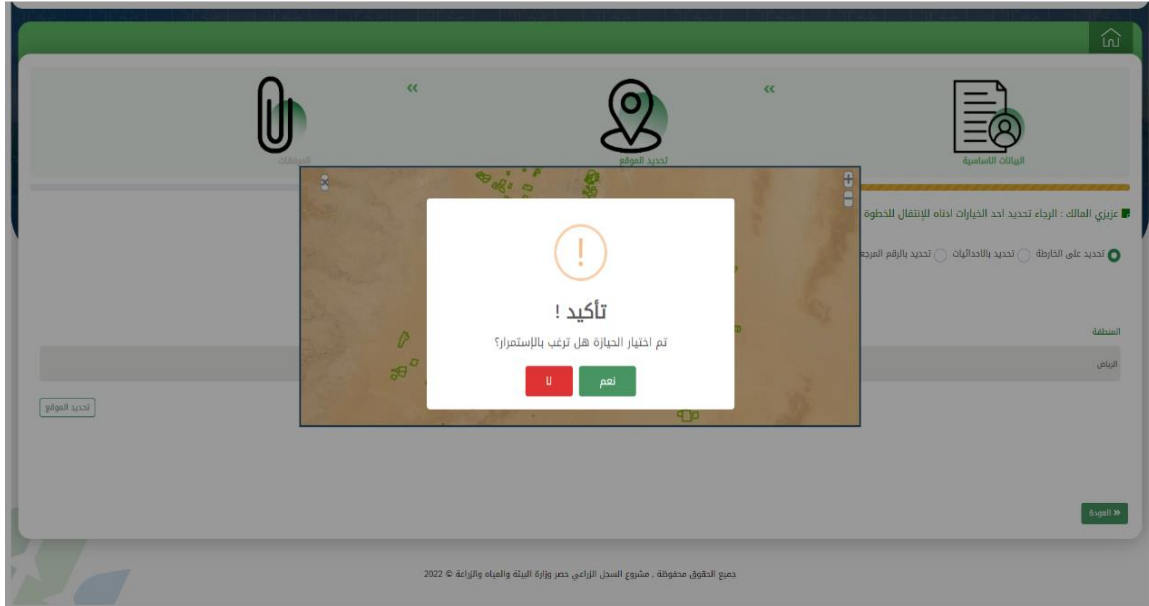 البيانات الاساسية
تحديد الموقع
المرفقات
عزيزي المالك : الرجاء تحديد احد الخيارات ادناه للإنتقال للخطوة
تحديد على الخارطة
تحديد بالاحداثيات
تحديد بالرقم
المنطقة
الرياض
تحديد الموقع
تأكيد !
تم اختيار الحيازة هل ترغب بالإستمرار؟
نعم
لا
العودة
جميع الحقوق محفوظة . مشروع السجل الزراعي حصر وزارة البيئة والمياه والزراعة © 2022